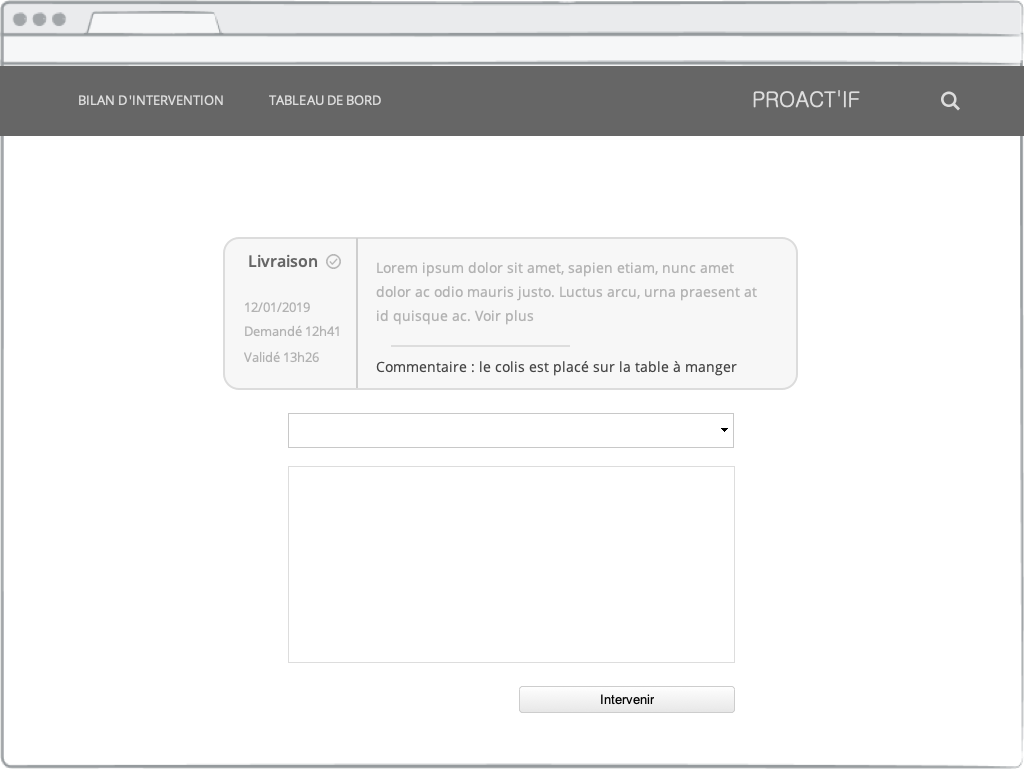 BILAN D'INTERVENTION
TABLEAU DE BORD
PROACT'IF
Livraison
12/01/2019
Demandé 12h41
Validé 13h26
Lorem ipsum dolor sit amet, sapien etiam, nunc amet
dolor ac odio mauris justo. Luctus arcu, urna praesent at
id quisque ac. Voir plus
Commentaire : le colis est placé sur la table à manger
Intervenir